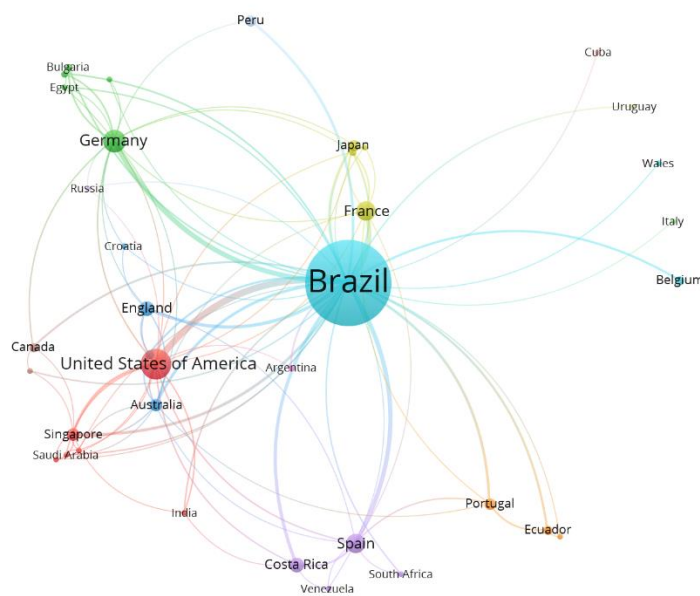 Peru
Cuba
Bulgaria
Egypt
Uruguay
Germany
Japan
Wales
Russia
France
Italy
Croatia
Brazil
Belgium
England
Canada
United States of America
Argentina
Australia
Singapore
Saudi Arabia
India
Portugal
Ecuador
Spain
Costa Rica
South Africa
Venezuela